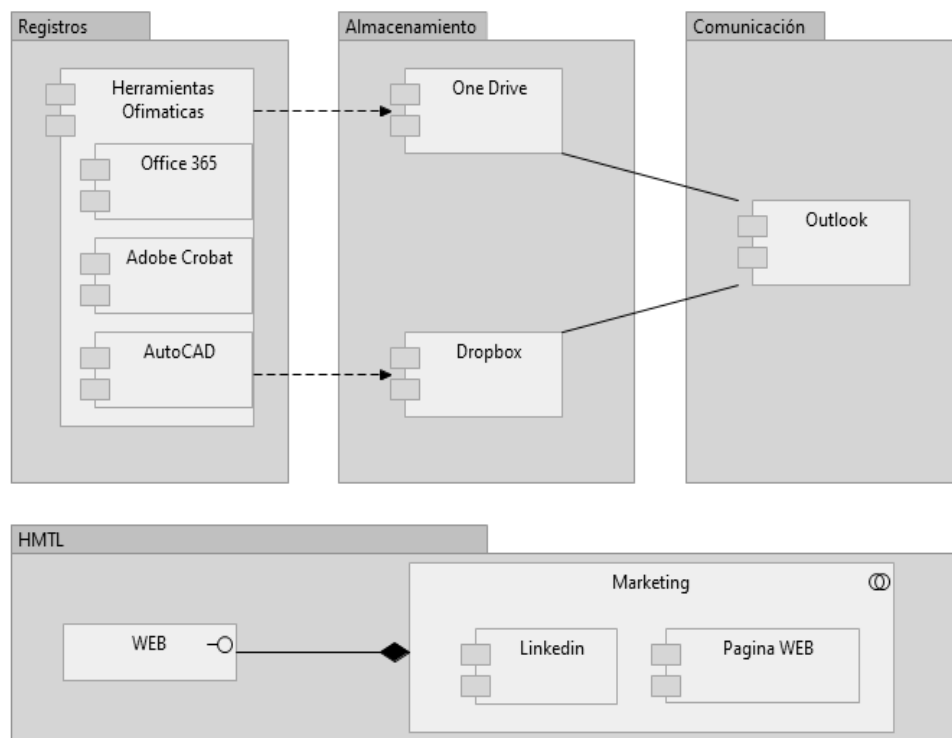 Registros
Herramientas
Ofimaticas
Office 365
Adobe Crobat
AutoCAD
Almacenamiento
One Drive
Dropbox
Comunicación
Outlook
HMTL
WEB
Marketing
Linkedin
Pagina WEB